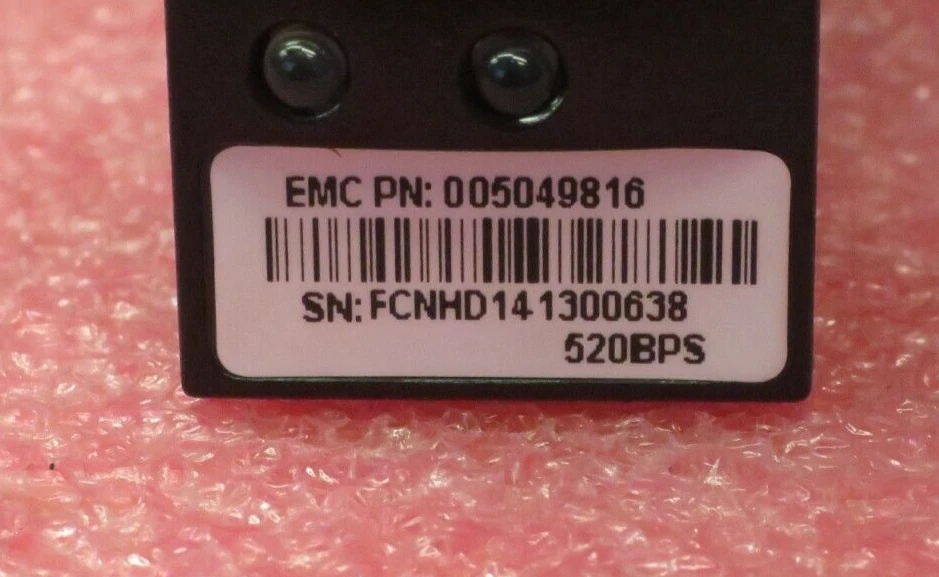 EMC PN: 005049816
SN: FCNHD141300638
520BPS